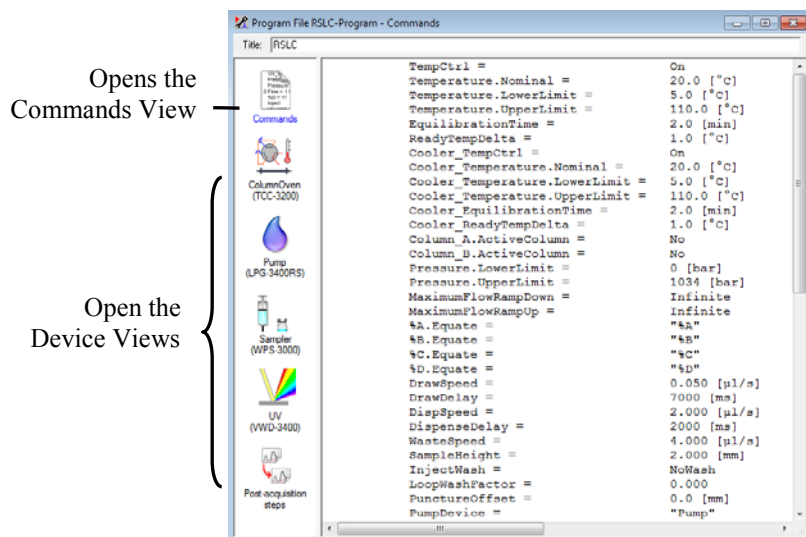 Program File RSLC-Program - Commands
Title: RSLC
Opens the
Commands View
Commands
ColumnOven
(TCC-3200)
Pump
(LPG-3400RS)
Open the
Device Views
Sampler
(WPS-3000)
UV
(VWD-3400)
Post-acquisition
steps
TempCtrl = On
Temperature.Nominal = 20.0 [°C]
Temperature.LowerLimit = 5.0 [°C]
Temperature.UpperLimit = 110.0 [°C]
EquilibrationTime = 2.0 [min]
ReadyTempDelta = 1.0 [°C]
Cooler_TempCtrl = On
Cooler_Temperature.Nominal = 20.0 [°C]
Cooler_Temperature.LowerLimit = 5.0 [°C]
Cooler_Temperature.UpperLimit = 110.0 [°C]
Cooler_EquilibrationTime = 2.0 [min]
Cooler_ReadyTempDelta = 1.0 [°C]
Column_A.ActiveColumn = No
Column_B.ActiveColumn = No
Pressure.LowerLimit = 0 [bar]
Pressure.UpperLimit = 1034 [bar]
MaximumFlowRampDown = Infinite
MaximumFlowRampUp = Infinite
%A.Equate = "%A"
%B.Equate = "%B"
%C.Equate = "%C"
%D.Equate = "%D"
DrawSpeed = 0.050 [µl/s]
DrawDelay = 7000 [ms]
DispSpeed = 2.000 [µl/s]
DispenseDelay = 2000 [ms]
WasteSpeed = 4.000 [µl/s]
SampleHeight = 2.000 [mm]
InjectWash = NoWash
LoopWashFactor = 0.000
PunctureOffset = 0.0 [mm]
PumpDevice = "Pump"